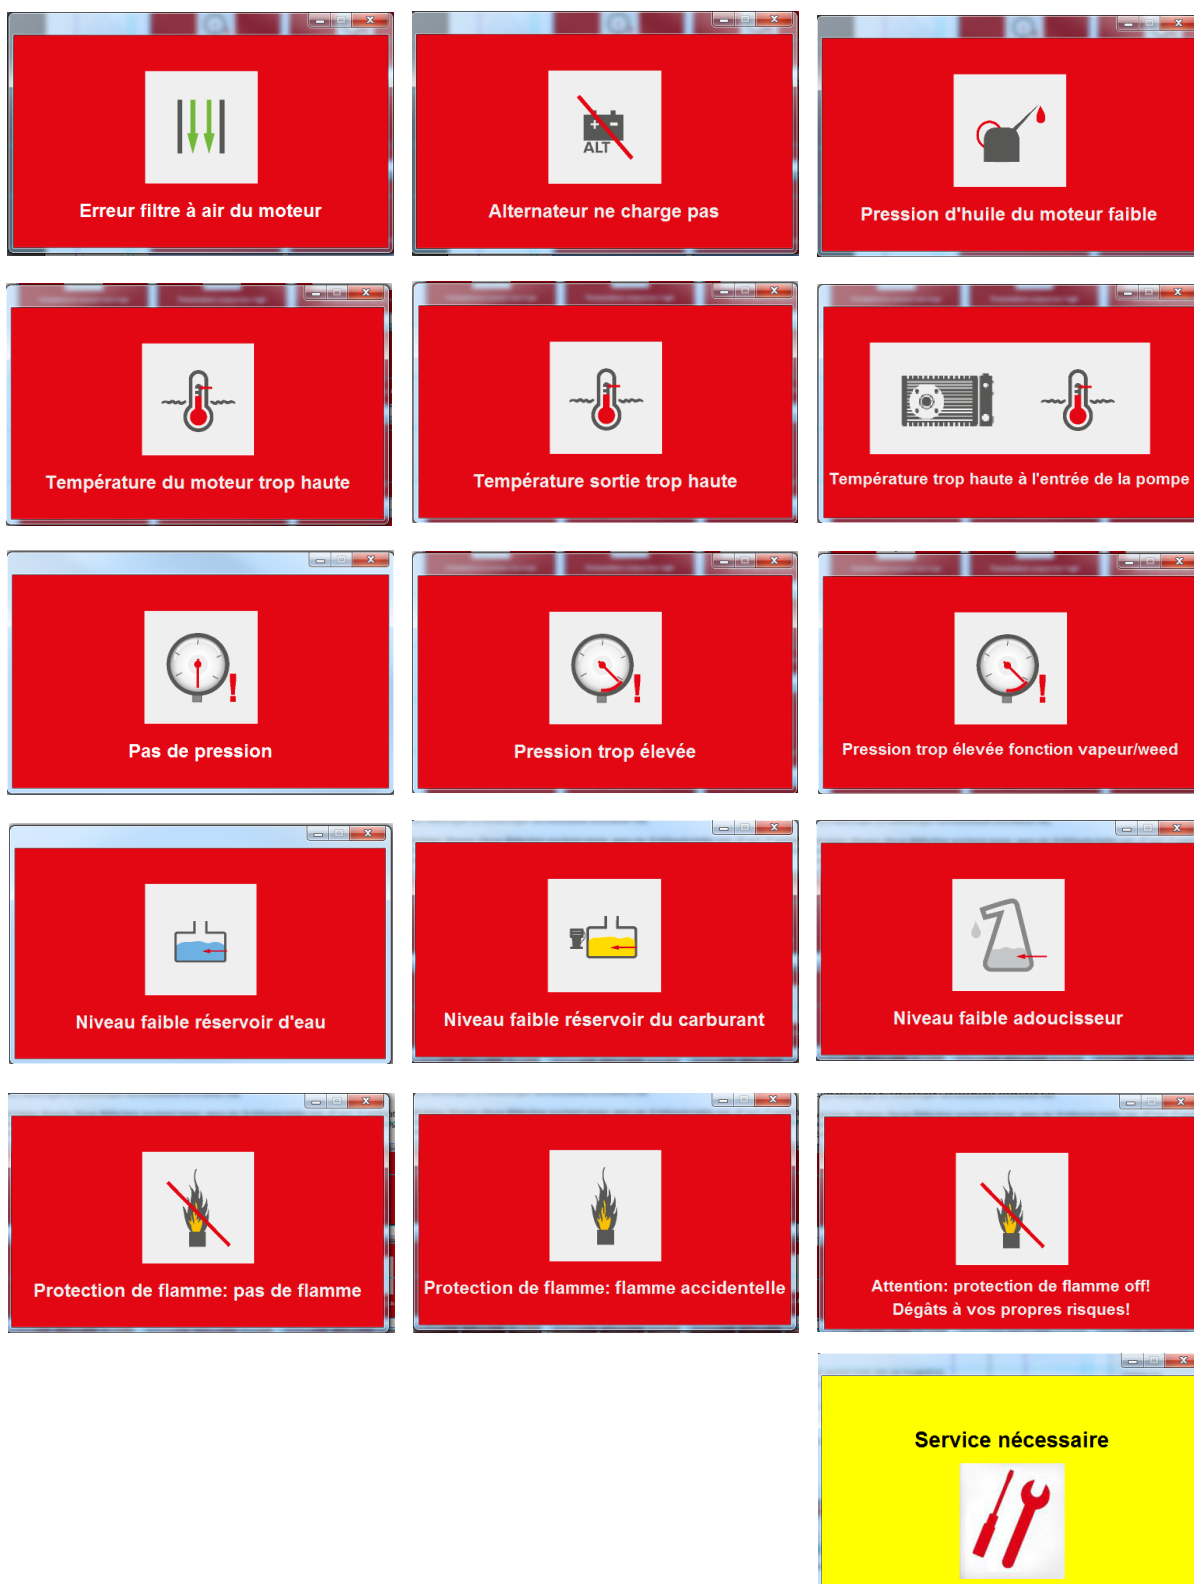 Erreur filtre à air du moteur
ALT
Alternateur ne charge pas
Pression d'huile du moteur faible
Température du moteur trop haute
Température sortie trop haute
Température trop haute à l'entrée de la pompe
Pas de pression
Pression trop élevée
Pression trop élevée fonction vapeur/weed
Niveau faible réservoir d'eau
Niveau faible réservoir du carburant
Niveau faible adoucisseur
Protection de flamme: pas de flamme
Protection de flamme: flamme accidentelle
Attention: protection de flamme off!
Dégâts à vos propres risques!
Service nécessaire